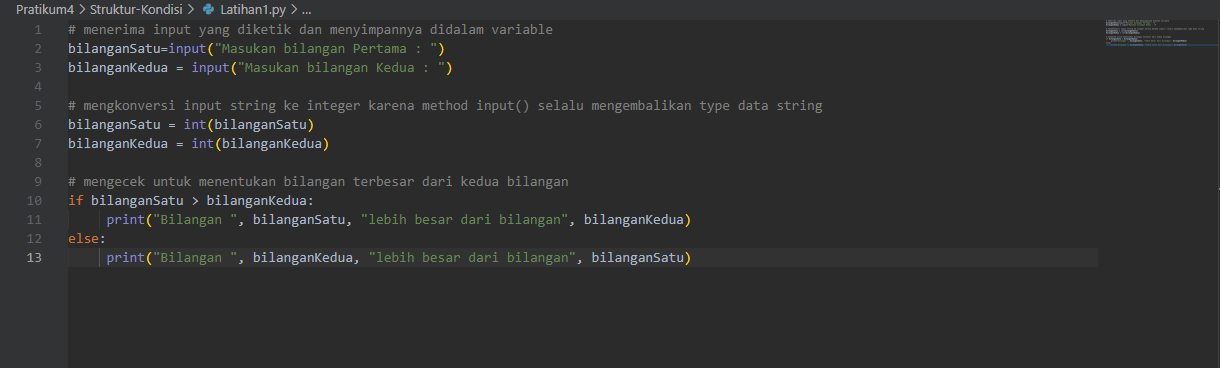 Pratikum4 > Struktur-Kondisi > Latihan1.py > ...
1 # menerima input yang diketik dan menyimpannya didalam variable
2 bilanganSatu=input("Masukan bilangan Pertama : ")
3 bilanganKedua = input("Masukan bilangan Kedua : ")
4
5 # mengkonversi input string ke integer karena method input() selalu mengembalikan type data string
6 bilanganSatu = int(bilanganSatu)
7 bilanganKedua = int(bilanganKedua)
8
9 # mengecek untuk menentukan bilangan terbesar dari kedua bilangan
10 if bilanganSatu > bilanganKedua:
11     print("Bilangan ", bilanganSatu, "lebih besar dari bilangan", bilanganKedua)
12 else:
13     print("Bilangan ", bilanganKedua, "lebih besar dari bilangan", bilanganSatu)